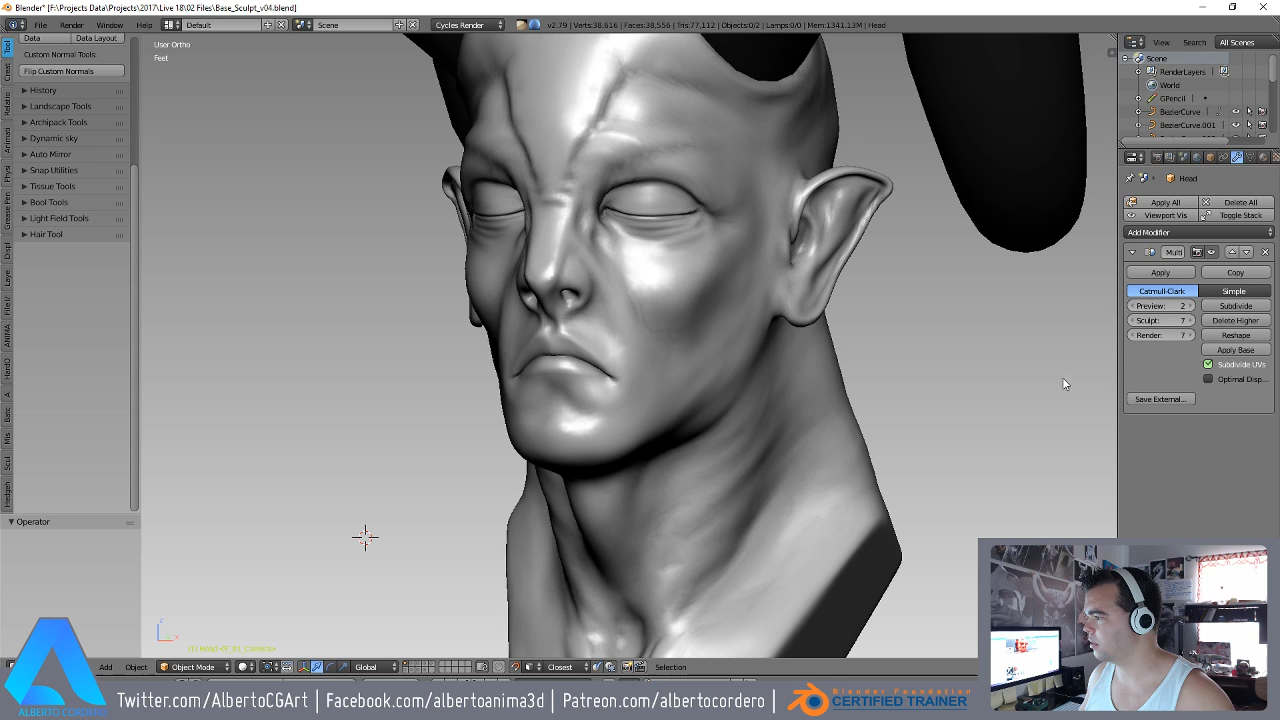 Blender* [F:\Projects Data\Projects\2017\Live 18\02 Files\Base_Sculpt_v04.blend]
File Render Window Help Default Scene Cycles Render v2.79 | Verts:38,616 | Faces:38,556 | Tris:77,112 | Objects:0/2 | Lamps:0/0 | Mem:1341.13M | Head
View Search All Scenes
Data Data Layout
Custom Normal Tools:
Flip Custom Normals
History
Landscape Tools
Archipack Tools
Dynamic sky
Auto Mirror
Snap Utilities
Tissue Tools
Bool Tools
Light Field Tools
Hair Tool
Operator
User Ortho
Feet
Scene
RenderLayers
World
GPencil
BezierCurve
BezierCurve.001
Head
Apply All Delete All
Viewport Vis Toggle Stack
Add Modifier
Multi
Apply Copy
Catmull-Clark Simple
Preview: 2 Subdivide
Sculpt: 7 Delete Higher
Render: 7 Reshape
Apply Base
Subdivide UVs
Optimal Disp...
Save External...
Add Object Object Mode Global Closest Selection
ALBERTO CORDERO
Twitter.com/AlbertoCGArt | Facebook.com/albertoanima3d | Patreon.com/albertocordero |
Blender Foundation
CERTIFIED TRAINER